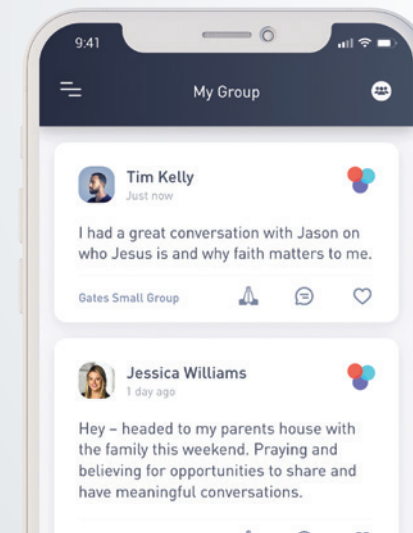 9:41
My Group
Tim Kelly
Just now
I had a great conversation with Jason on
who Jesus is and why faith matters to me.
Gates Small Group
Jessica Williams
1 day ago
Hey – headed to my parents house with
the family this weekend. Praying and
believing for opportunities to share and
have meaningful conversations.